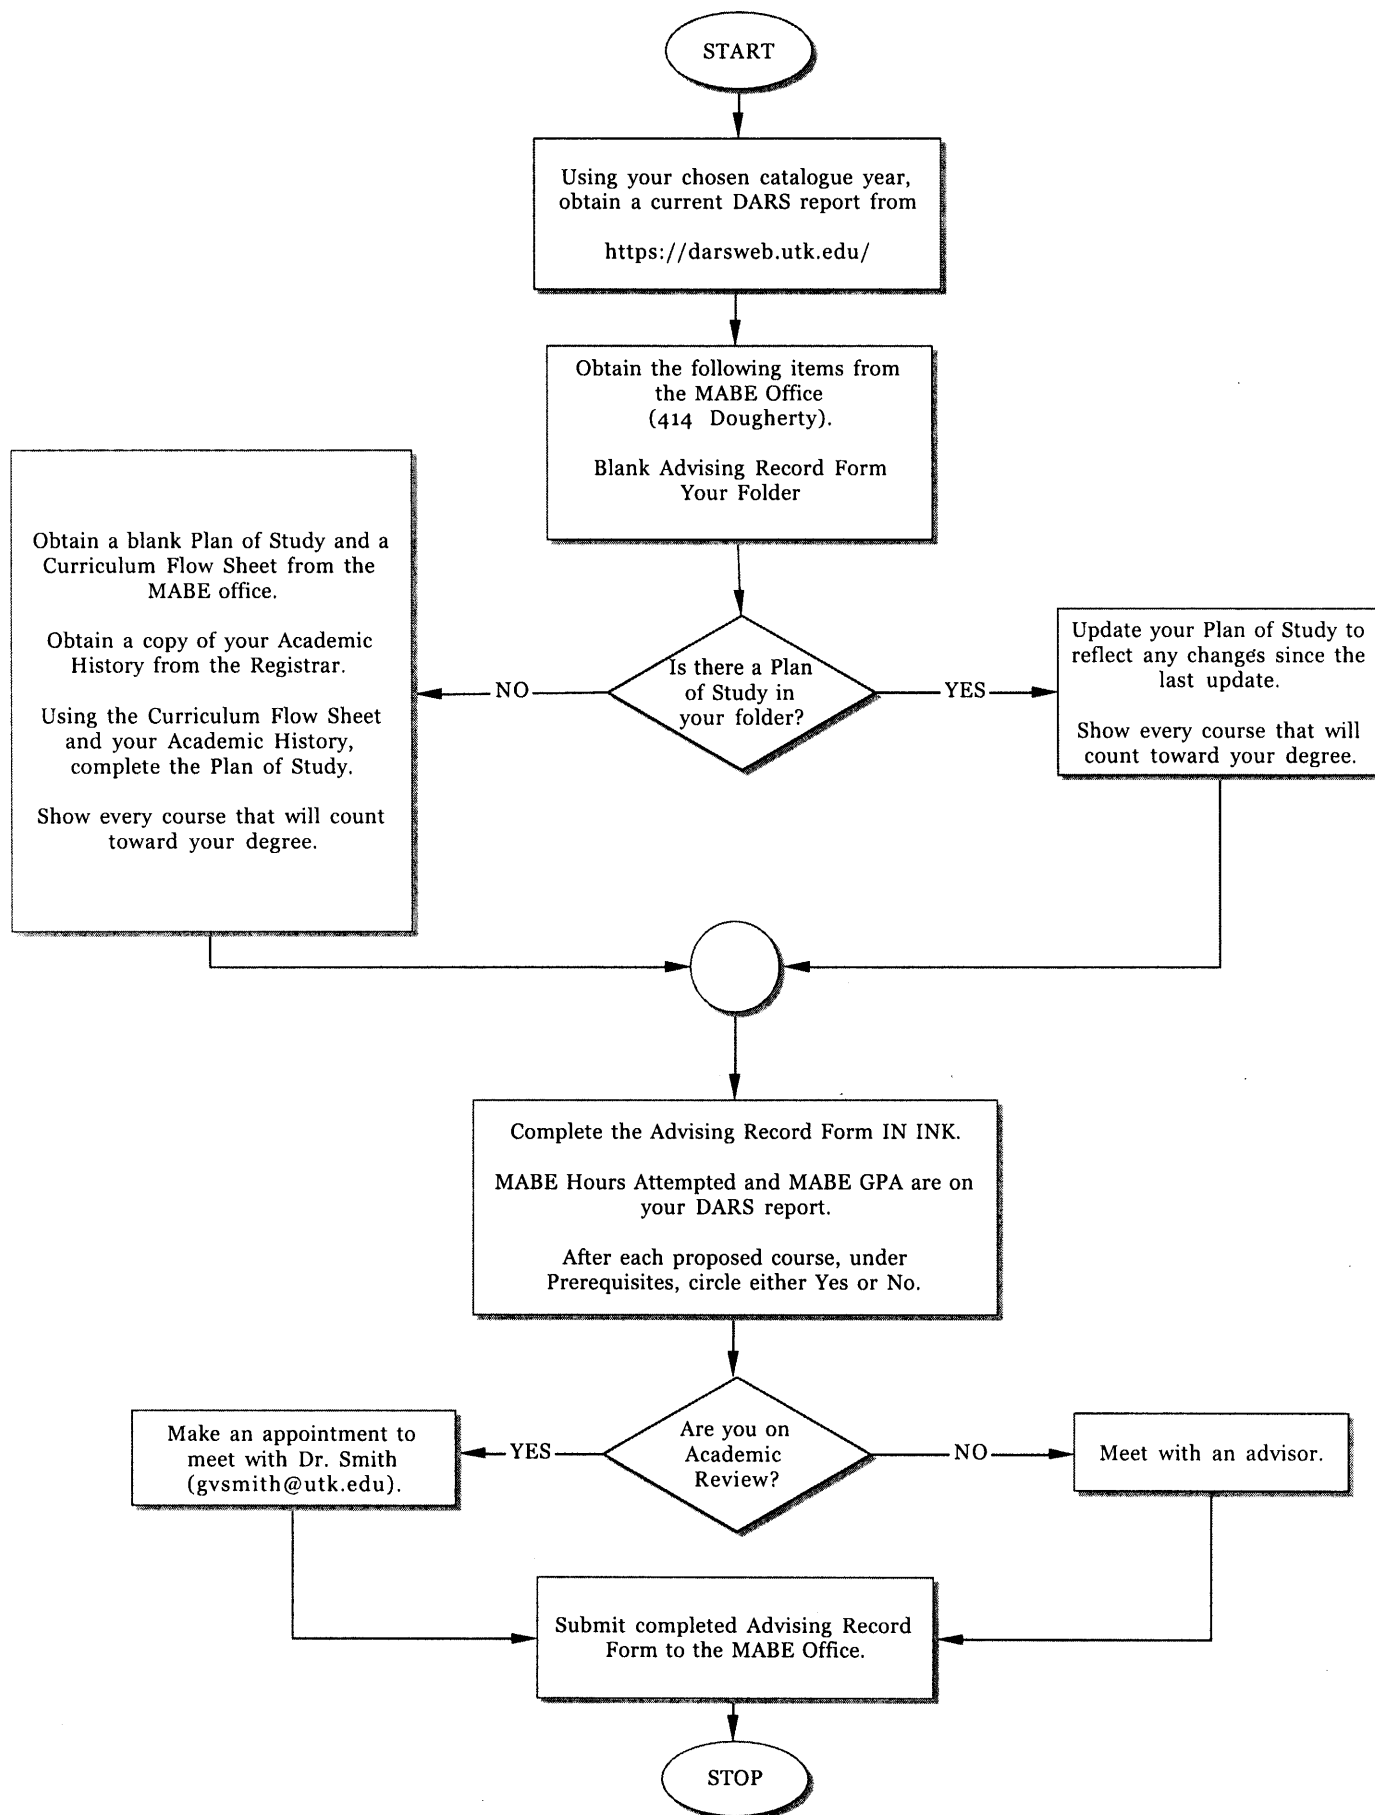 START
Using your chosen catalogue year,
obtain a current DARS report from
https://darsweb.utk.edu/
Obtain the following items from
the MABE Office
(414 Dougherty).
Blank Advising Record Form
Your Folder
Is there a Plan
of Study in
your folder?
NO
YES
Obtain a blank Plan of Study and a
Curriculum Flow Sheet from the
MABE office.
Obtain a copy of your Academic
History from the Registrar.
Using the Curriculum Flow Sheet
and your Academic History,
complete the Plan of Study.
Show every course that will count
toward your degree.
Update your Plan of Study to
reflect any changes since the
last update.
Show every course that will
count toward your degree.
Complete the Advising Record Form IN INK.
MABE Hours Attempted and MABE GPA are on
your DARS report.
After each proposed course, under
Prerequisites, circle either Yes or No.
Are you on
Academic
Review?
YES
NO
Make an appointment to
meet with Dr. Smith
(gvsmith@utk.edu).
Meet with an advisor.
Submit completed Advising Record
Form to the MABE Office.
STOP